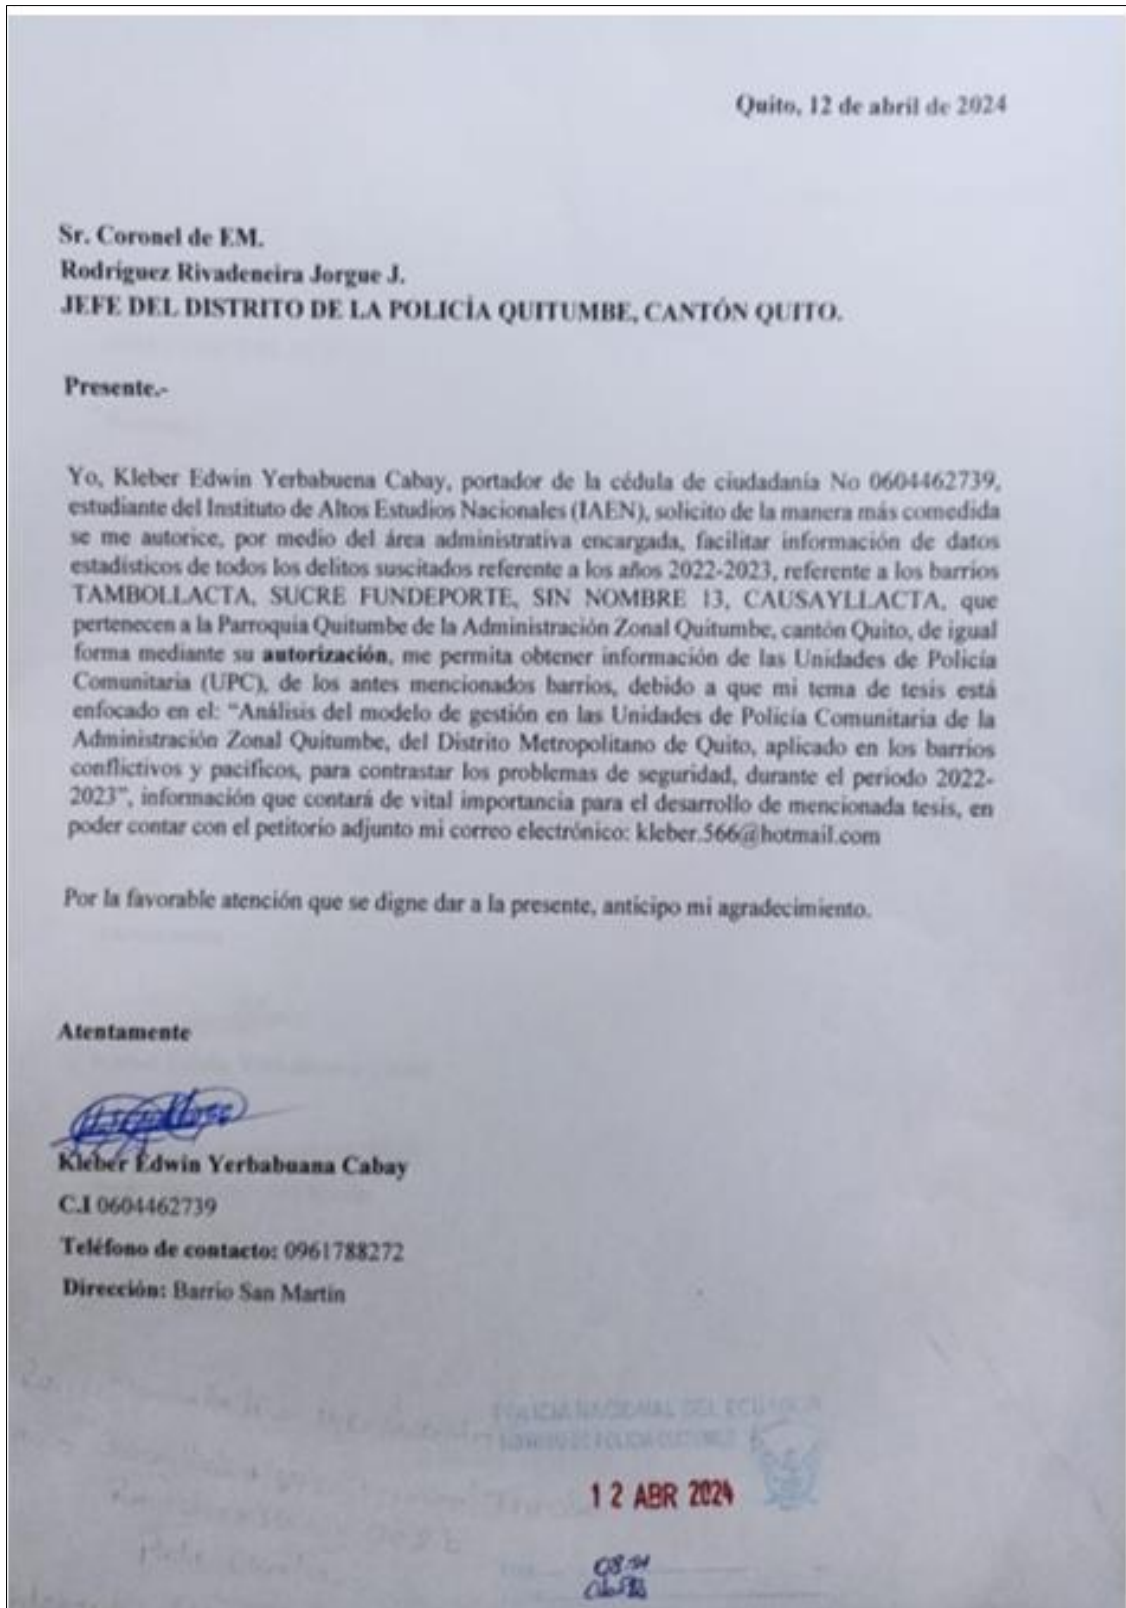 Quito, 12 de abril de 2024
Sr. Coronel de EM.
Rodríguez Rivadeneira Jorgue J.
JEFE DEL DISTRITO DE LA POLICÍA QUITUMBE, CANTÓN QUITO.
Presente.-
Yo, Kleber Edwin Yerbabuena Cabay, portador de la cédula de ciudadanía No 0604462739,
estudiante del Instituto de Altos Estudios Nacionales (IAEN), solicito de la manera más comedida
se me autorice, por medio del área administrativa encargada, facilitar información de datos
estadísticos de todos los delitos suscitados referente a los años 2022-2023, referente a los barrios
TAMBOLLACTA, SUCRE FUNDEPORTE, SIN NOMBRE 13, CAUSAYLLACTA, que
pertenecen a la Parroquia Quitumbe de la Administración Zonal Quitumbe, cantón Quito, de igual
forma mediante su autorización, me permita obtener información de las Unidades de Policía
Comunitaria (UPC), de los antes mencionados barrios, debido a que mi tema de tesis está
enfocado en el: “Análisis del modelo de gestión en las Unidades de Policía Comunitaria de la
Administración Zonal Quitumbe, del Distrito Metropolitano de Quito, aplicado en los barrios
conflictivos y pacíficos, para contrastar los problemas de seguridad, durante el periodo 2022-
2023”, información que contará de vital importancia para el desarrollo de mencionada tesis, en
poder contar con el petitorio adjunto mi correo electrónico: kleber.566@hotmail.com
Por la favorable atención que se digne dar a la presente, anticipo mi agradecimiento.
Atentamente
Kleber Edwin Yerbabuana Cabay
C.I 0604462739
Teléfono de contacto: 0961788272
Dirección: Barrio San Martin
POLICIA NACIONAL DEL ECUADOR
12 ABR 2024